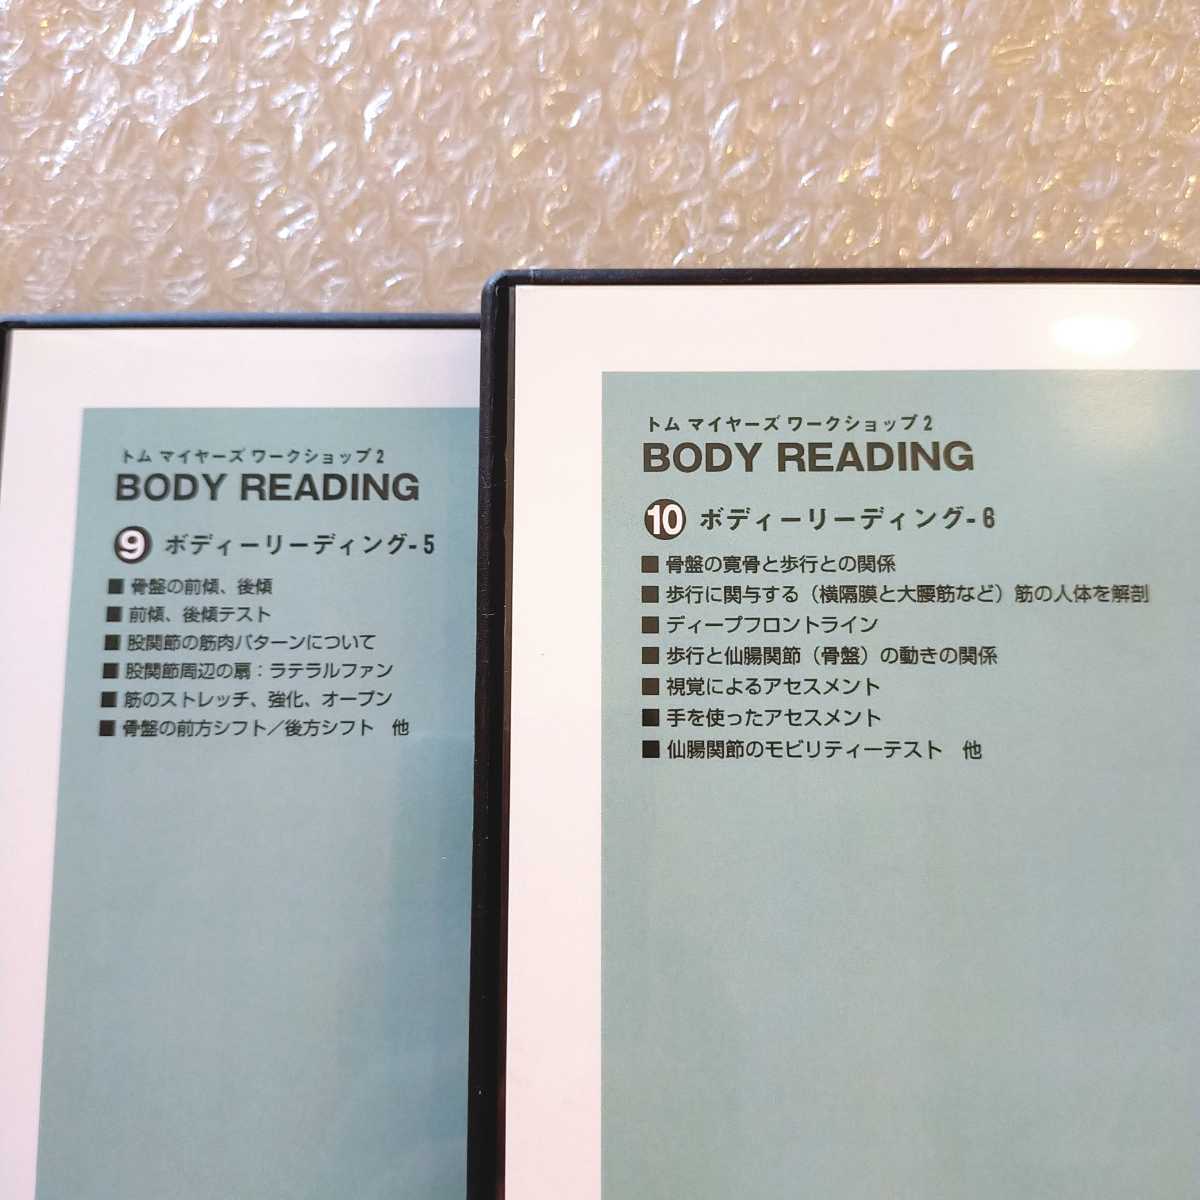 トム マイヤーズ ワークショップ2
BODY READING
9 ボディーリーディング-5
■ 骨盤の前傾、後傾
■ 前傾、後傾テスト
■ 股関節の筋肉パターンについて
■ 股関節周辺の扇：ラテラルファン
■ 筋のストレッチ、強化、オープン
■ 骨盤の前方シフト／後方シフト　他
トム マイヤーズ ワークショップ2
BODY READING
10 ボディーリーディング-6
■ 骨盤の寛骨と歩行との関係
■ 歩行に関与する（横隔膜と大腰筋など）筋の人体を解剖
■ ディープフロントライン
■ 歩行と仙腸関節（骨盤）の動きの関係
■ 視覚によるアセスメント
■ 手を使ったアセスメント
■ 仙腸関節のモビリティーテスト　他